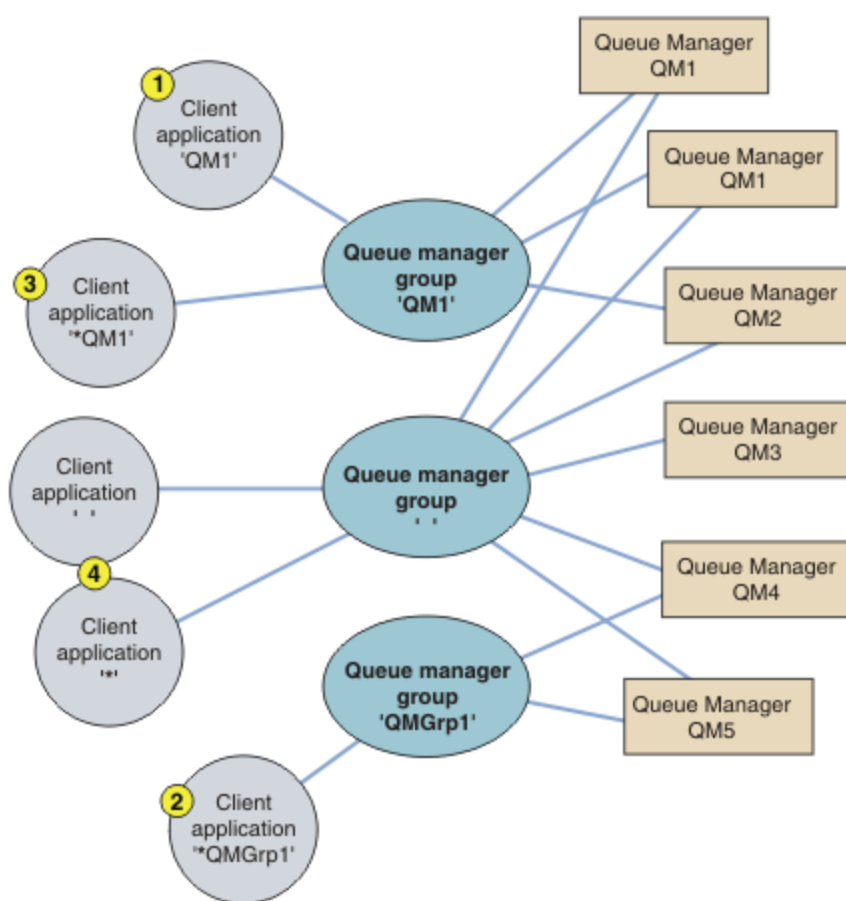 1
Client
application
'QM1'
3
Client
application
'*QM1'
Client
application
' '
4
Client
application
'*'
2
Client
application
'*QMGrp1'
Queue manager
group
'QM1'
Queue manager
group
' '
Queue manager
group
'QMGrp1'
Queue Manager
QM1
Queue Manager
QM1
Queue Manager
QM2
Queue Manager
QM3
Queue Manager
QM4
Queue Manager
QM5